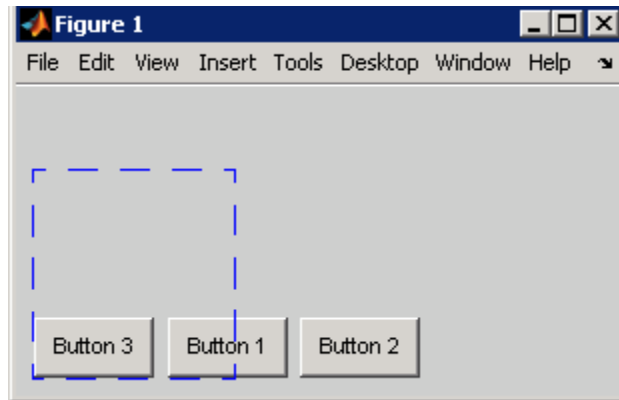 Figure 1
File Edit View Insert Tools Desktop Window Help
Button 3 Button 1 Button 2